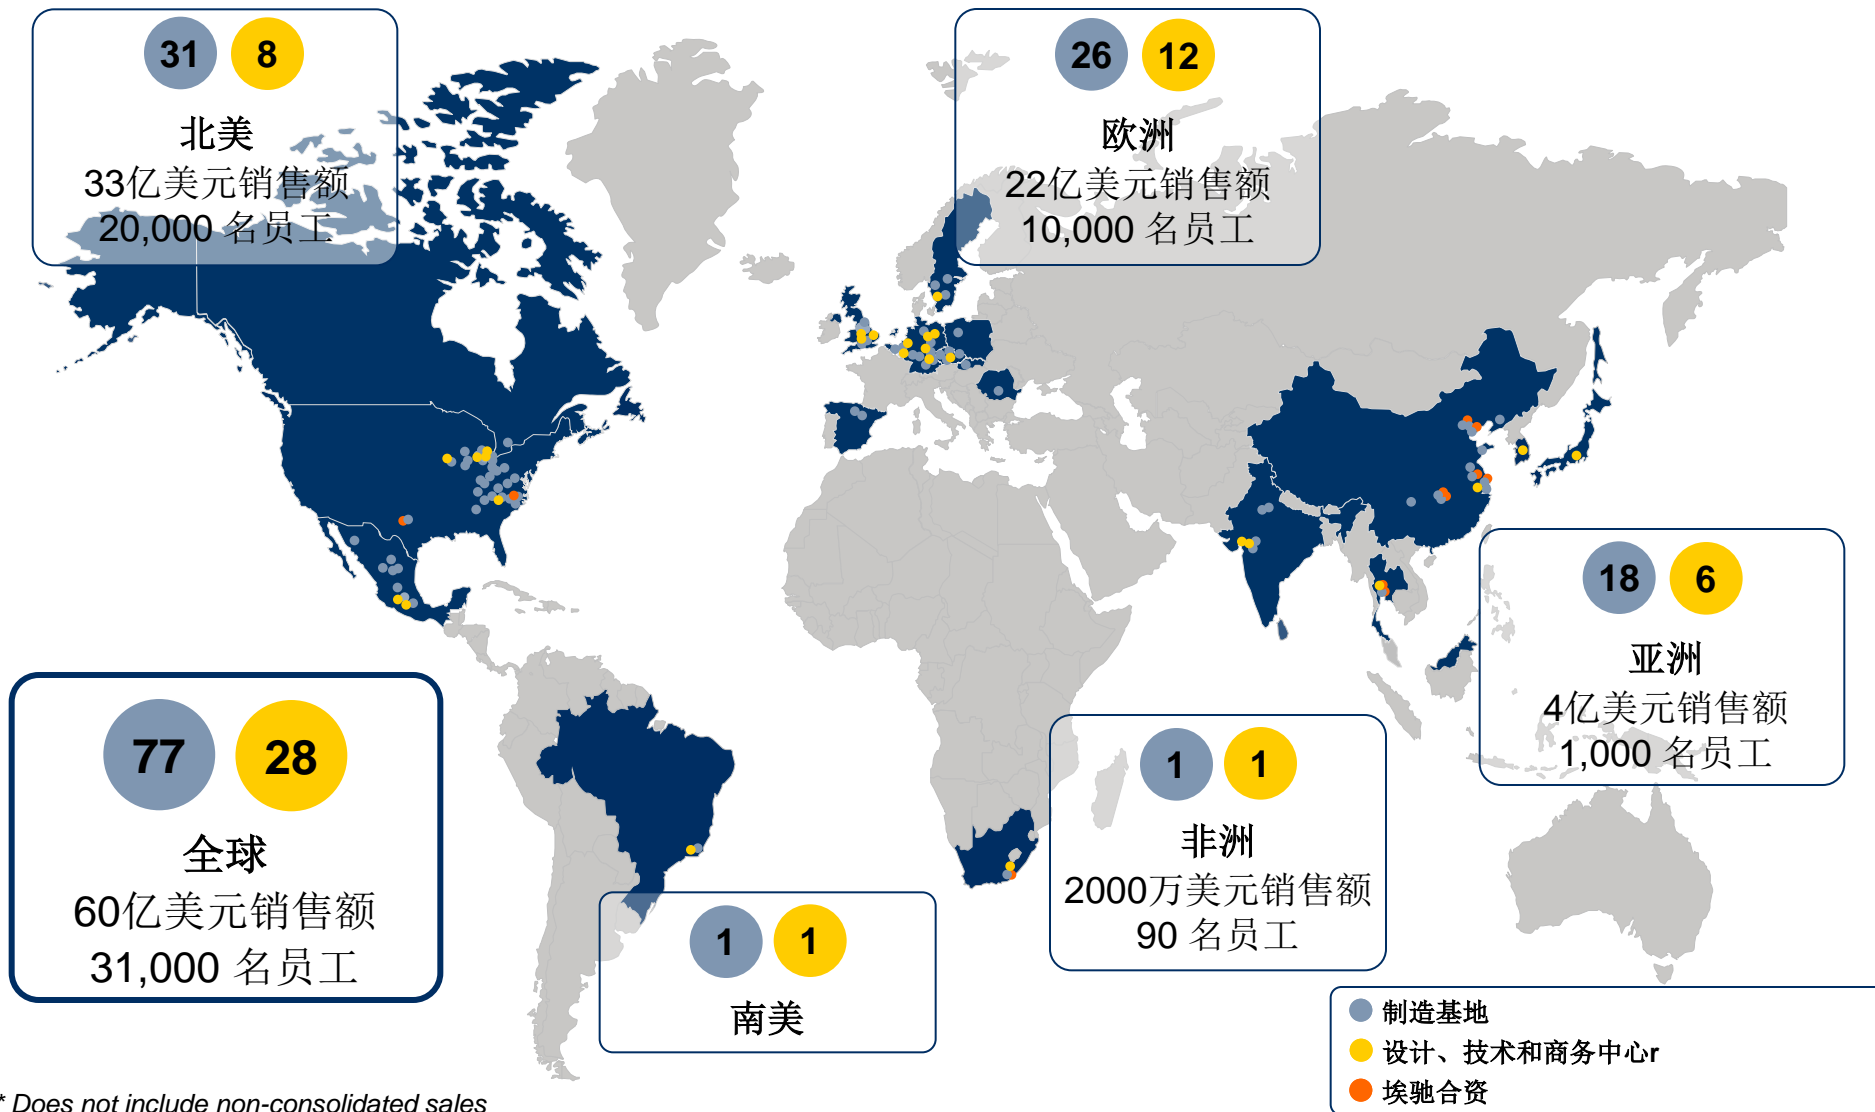 31 8
北美
33亿美元销售额
20,000 名员工
26 12
欧洲
22亿美元销售额
10,000 名员工
18 6
亚洲
4亿美元销售额
1,000 名员工
77 28
全球
60亿美元销售额
31,000 名员工
1 1
非洲
2000万美元销售额
90 名员工
1 1
南美
制造基地
设计、技术和商务中心r
埃驰合资
* Does not include non-consolidated sales